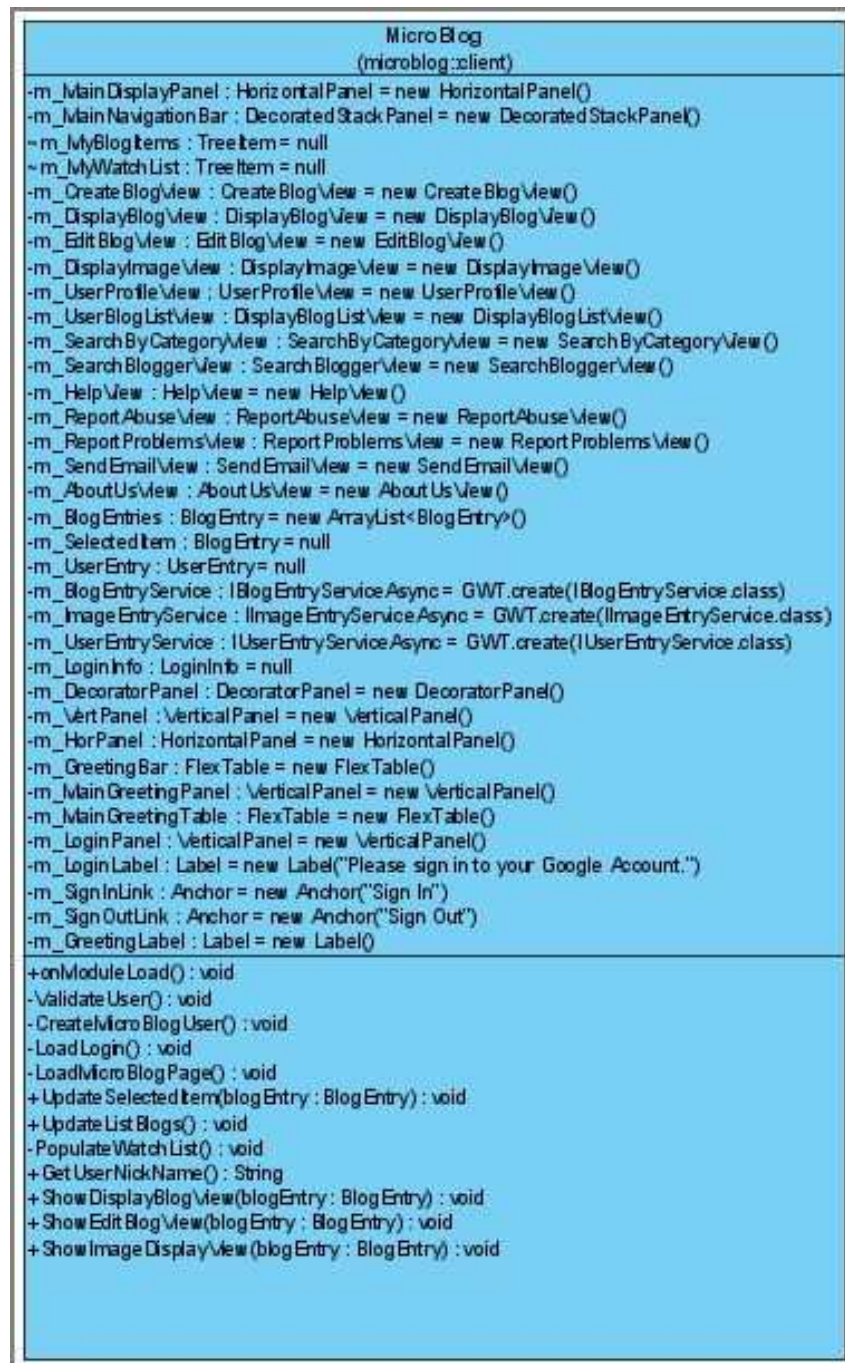 MicroBlog
(microblog::client)
-m_MainDisplayPanel : HorizontalPanel = new HorizontalPanel()
-m_MainNavigationBar : DecoratedStackPanel = new DecoratedStackPanel()
~m_MyBlogItems : TreeItem = null
~m_MyWatchList : TreeItem = null
-m_CreateBlogView : CreateBlogView = new CreateBlogView()
-m_DisplayBlogView : DisplayBlogView = new DisplayBlogView()
-m_EditBlogView : EditBlogView = new EditBlogView()
-m_DisplayImageView : DisplayImageView = new DisplayImageView()
-m_UserProfileView : UserProfileView = new UserProfileView()
-m_UserBlogListView : DisplayBlogListView = new DisplayBlogListView()
-m_SearchByCategoryView : SearchByCategoryView = new SearchByCategoryView()
-m_SearchBloggerView : SearchBloggerView = new SearchBloggerView()
-m_HelpView : HelpView = new HelpView()
-m_ReportAbuseView : ReportAbuseView = new ReportAbuseView()
-m_ReportProblemsView : ReportProblemsView = new ReportProblemsView()
-m_SendEmailView : SendEmailView = new SendEmailView()
-m_AboutUsView : AboutUsView = new AboutUsView()
-m_BlogEntries : BlogEntry = new ArrayList<BlogEntry>()
-m_SelectedItem : BlogEntry = null
-m_UserEntry : UserEntry = null
-m_BlogEntryService : IBlogEntryServiceAsync = GWT.create(IBlogEntryService.class)
-m_ImageEntryService : IImageEntryServiceAsync = GWT.create(IImageEntryService.class)
-m_UserEntryService : IUserEntryServiceAsync = GWT.create(IUserEntryService.class)
-m_LoginInfo : LoginInfo = null
-m_DecoratorPanel : DecoratorPanel = new DecoratorPanel()
-m_VertPanel : VerticalPanel = new VerticalPanel()
-m_HorPanel : HorizontalPanel = new HorizontalPanel()
-m_GreetingBar : FlexTable = new FlexTable()
-m_MainGreetingPanel : VerticalPanel = new VerticalPanel()
-m_MainGreetingTable : FlexTable = new FlexTable()
-m_LoginPanel : VerticalPanel = new VerticalPanel()
-m_LoginLabel : Label = new Label("Please sign in to your Google Account.")
-m_SignInLink : Anchor = new Anchor("Sign In")
-m_SignOutLink : Anchor = new Anchor("Sign Out")
-m_GreetingLabel : Label = new Label()
+onModuleLoad() : void
-ValidateUser() : void
-CreateMicroBlogUser() : void
-LoadLogin() : void
-LoadMicroBlogPage() : void
+UpdateSelectedItem(blogEntry : BlogEntry) : void
+UpdateListBlogs() : void
-PopulateWatchList() : void
+GetUserNickName() : String
+ShowDisplayBlogView(blogEntry : BlogEntry) : void
+ShowEditBlogView(blogEntry : BlogEntry) : void
+ShowImageDisplayView(blogEntry : BlogEntry) : void